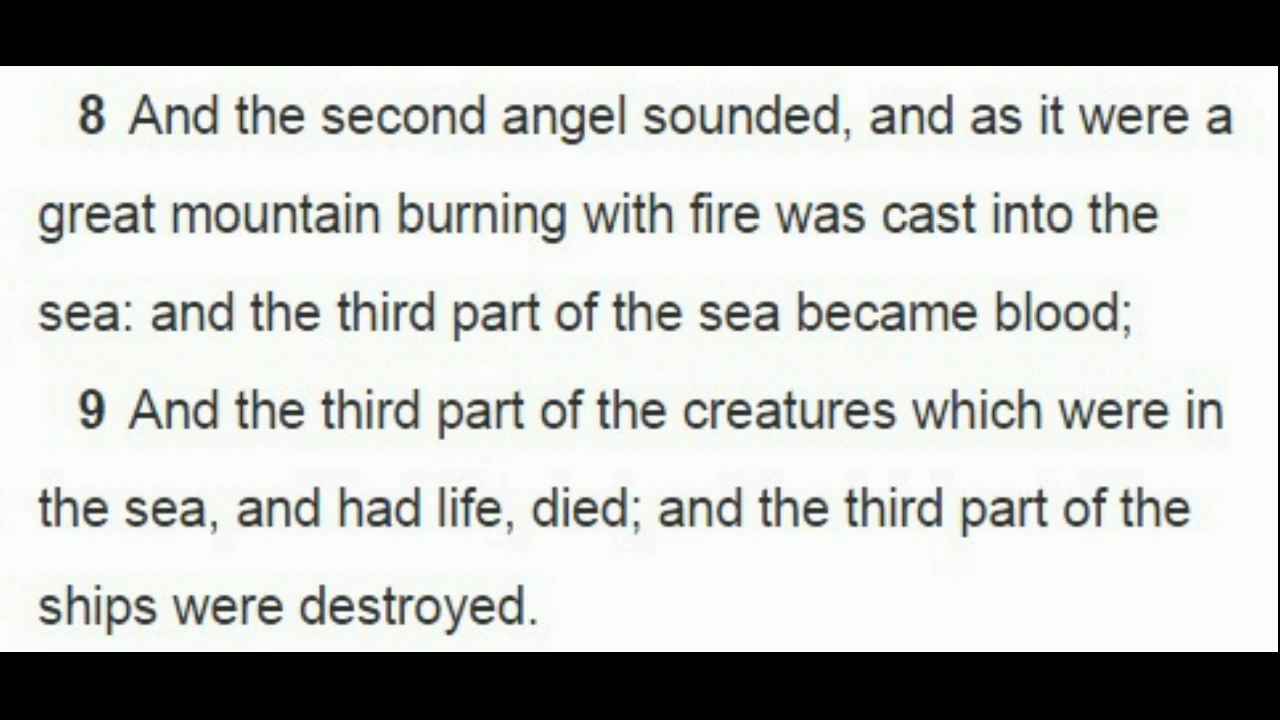 8 And the second angel sounded, and as it were a
great mountain burning with fire was cast into the
sea: and the third part of the sea became blood;
9 And the third part of the creatures which were in
the sea, and had life, died; and the third part of the
ships were destroyed.